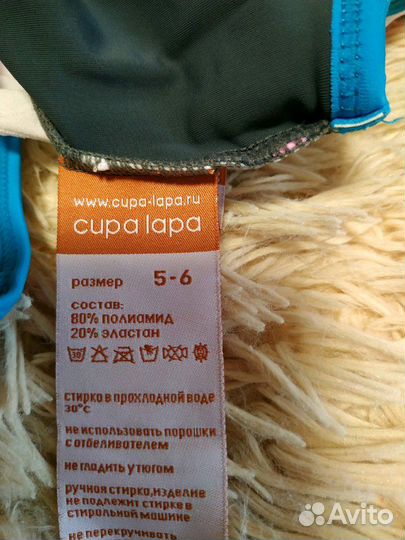 www.cupa-lapa.ru
cupa lapa
размер 5-6
состав:
80% полиамид
20% эластан
30
стирка в прохладной воде
30°C
не использовать порошки
с отбеливателем
не гладить утюгом
ручная стирка, изделие
не подлежит стирке в
стиральной машине
не перекручивать
Avito